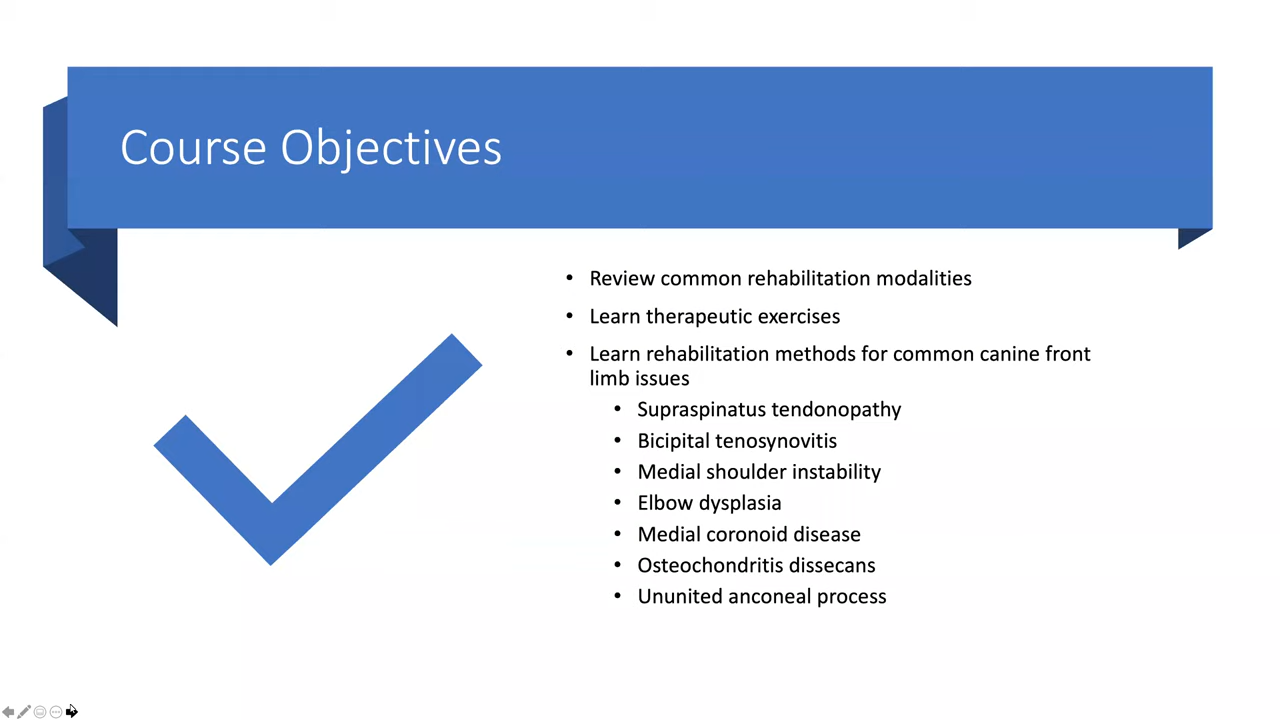 Course Objectives
• Review common rehabilitation modalities
• Learn therapeutic exercises
• Learn rehabilitation methods for common canine front
limb issues
• Supraspinatus tendonopathy
• Bicipital tenosynovitis
• Medial shoulder instability
• Elbow dysplasia
• Medial coronoid disease
• Osteochondritis dissecans
• Ununited anconeal process